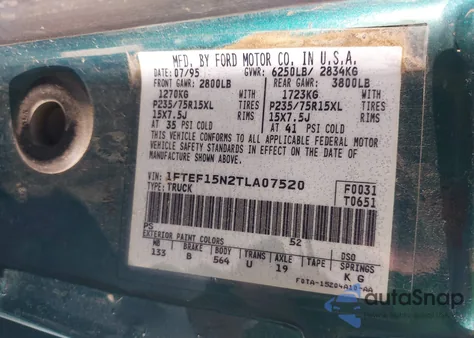 MFD. BY FORD MOTOR CO. IN U.S.A.
DATE: 07/95 GVWR: 6250LB/ 2834KG
FRONT GAWR: 2800LB REAR GAWR: 3800LB
1270KG WITH 1723KG WITH
P235/75R15XL TIRES P235/75R15XL TIRES
15X7.5J RIMS 15X7.5J RIMS
AT 35 PSI COLD AT 41 PSI COLD
THIS VEHICLE CONFORMS TO ALL APPLICABLE FEDERAL MOTOR
VEHICLE SAFETY STANDARDS IN EFFECT ON THE DATE OF
MANUFACTURE SHOWN ABOVE.
VIN: 1FTEF15N2TLA07520 F0031
TYPE: TRUCK T0651
PS 52
EXTERIOR PAINT COLORS DSO
WB BRAKE BODY TRANS AXLE TAPE SPRINGS
133 B 564 U 19 K G
F0TA-15204A10-AA
autoSnap